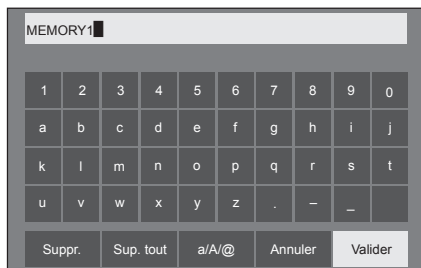 MEMORY1
1 2 3 4 5 6 7 8 9 0
a b c d e f g h i j
k l m n o p q r s t
u v w x y z . – _
Suppr. Sup. tout a/A/@ Annuler Valider